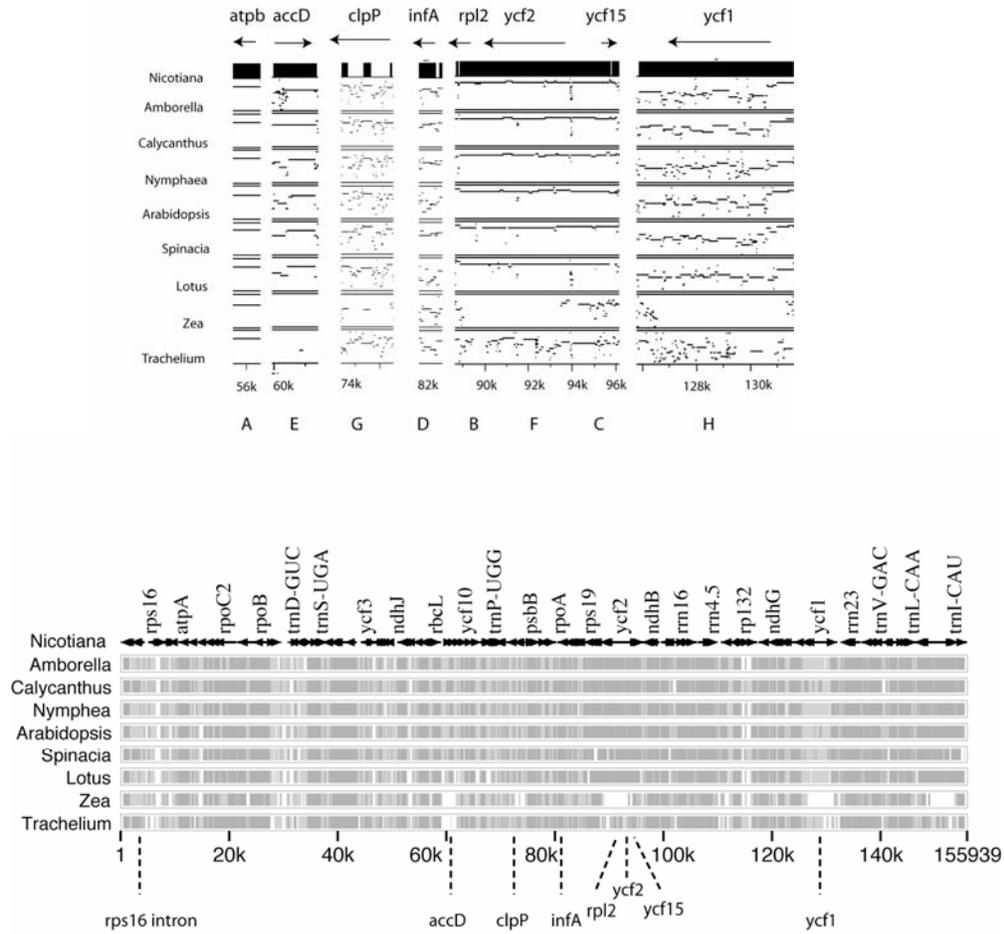 atpb accD clpP infA rpl2 ycf2 ycf15 ycf1
Nicotiana
Amborella
Calycanthus
Nymphaea
Arabidopsis
Spinacia
Lotus
Zea
Trachelium
56k 60k 74k 82k 90k 92k 94k 96k 128k 130k
A E G D B F C H
rps16 atpA rpoC2 rpoB trnD-GUC trnS-UGA ycf3 ndhJ rbcL ycf10 trnP-UGG psbB rpoA rps19 ycf2 ndhB rrn16 rrn4.5 rpl32 ndhG ycf1 rrn23 trnV-GAC trnL-CAA trnI-CAU
Nicotiana
Amborella
Calycanthus
Nymphea
Arabidopsis
Spinacia
Lotus
Zea
Trachelium
1 20k 40k 60k 80k 100k 120k 140k 155939
rps16 intron accD clpP infA rpl2 ycf2 ycf15 ycf1